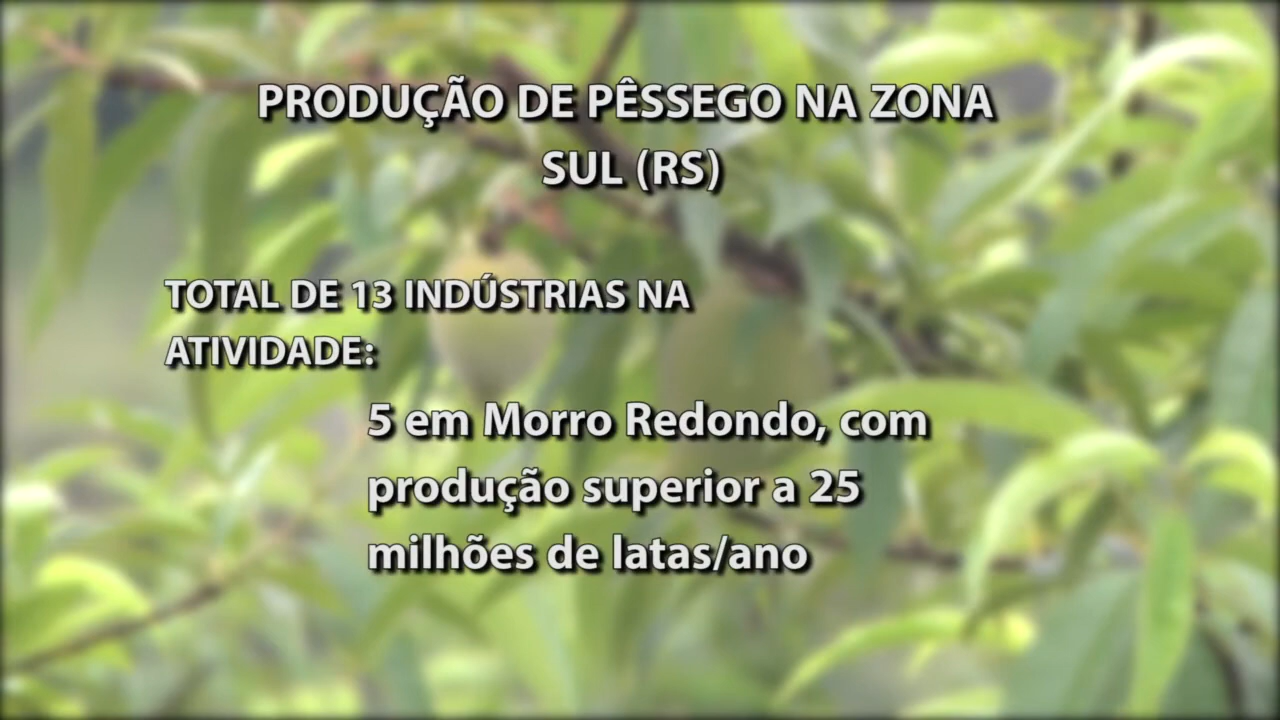 PRODUÇÃO DE PÊSSEGO NA ZONA
SUL (RS)
TOTAL DE 13 INDÚSTRIAS NA
ATIVIDADE:
5 em Morro Redondo, com
produção superior a 25
milhões de latas/ano